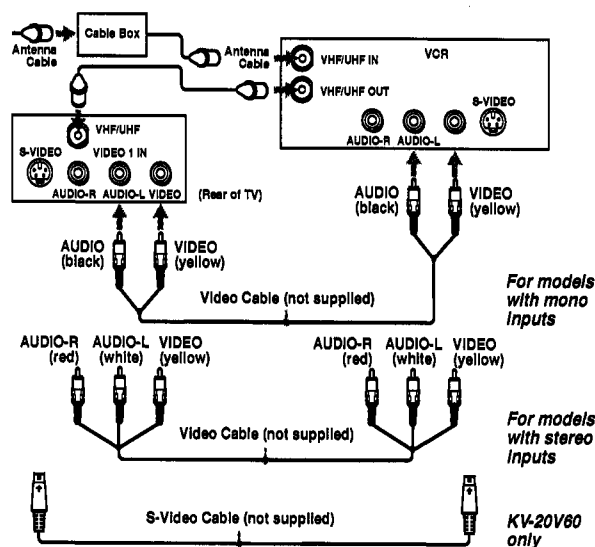 Antenna
Cable
Cable Box
Antenna
Cable
VHF/UHF IN
VCR
VHF/UHF OUT
S-VIDEO
AUDIO-R AUDIO-L
VHF/UHF
S-VIDEO
VIDEO 1 IN
AUDIO-R AUDIO-L VIDEO
(Rear of TV)
AUDIO
(black)
VIDEO
(yellow)
AUDIO
(black)
VIDEO
(yellow)
Video Cable (not supplied)
For models
with mono
inputs
AUDIO-R
(red)
AUDIO-L
(white)
VIDEO
(yellow)
AUDIO-R
(red)
AUDIO-L
(white)
VIDEO
(yellow)
Video Cable (not supplied)
For models
with stereo
inputs
S-Video Cable (not supplied)
KV-20V60
only